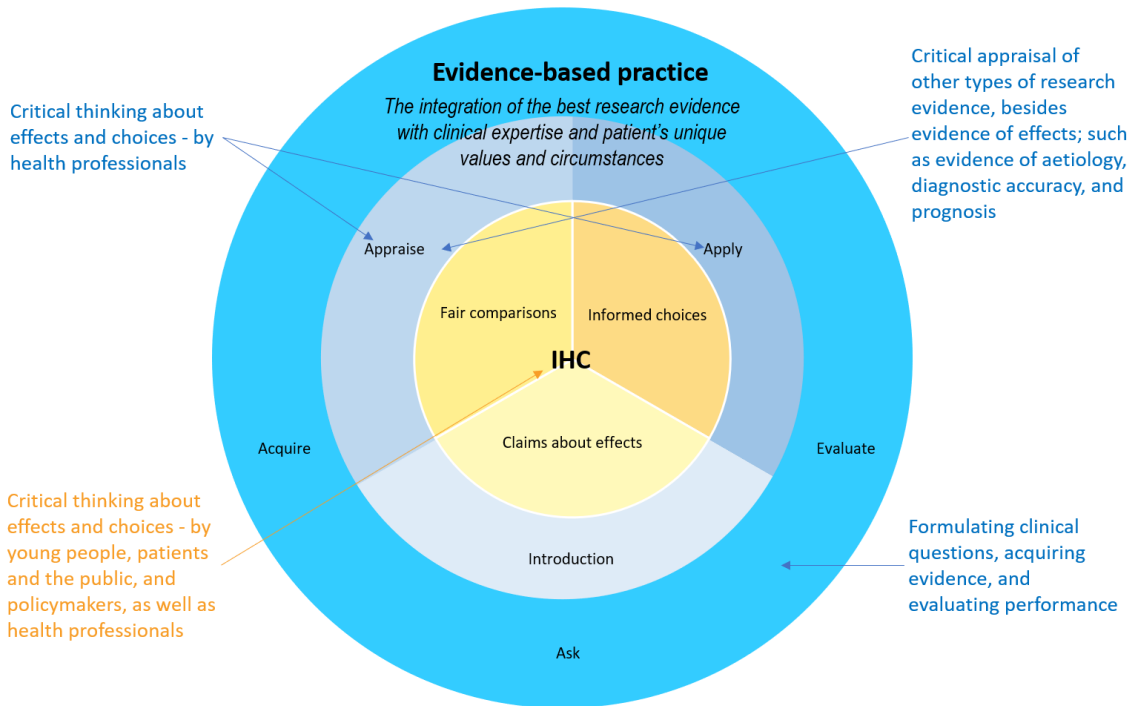 Evidence-based practice
The integration of the best research evidence
with clinical expertise and patient's unique
values and circumstances
Critical thinking about
effects and choices - by
health professionals
Critical appraisal of
other types of research
evidence, besides
evidence of effects; such
as evidence of aetiology,
diagnostic accuracy, and
prognosis
Appraise
Apply
Fair comparisons
Informed choices
IHC
Claims about effects
Acquire
Evaluate
Critical thinking about
effects and choices - by
young people, patients
and the public, and
policymakers, as well as
health professionals
Formulating clinical
questions, acquiring
evidence, and
evaluating performance
Introduction
Ask